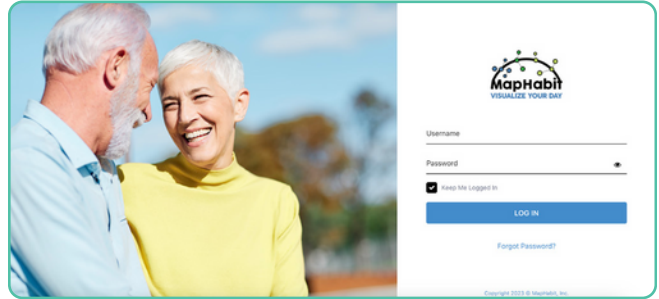 MapHabit
VISUALIZE YOUR DAY
Username
Password
Keep Me Logged In
LOG IN
Forgot Password?
Copyright 2023 © MapHabit, Inc.